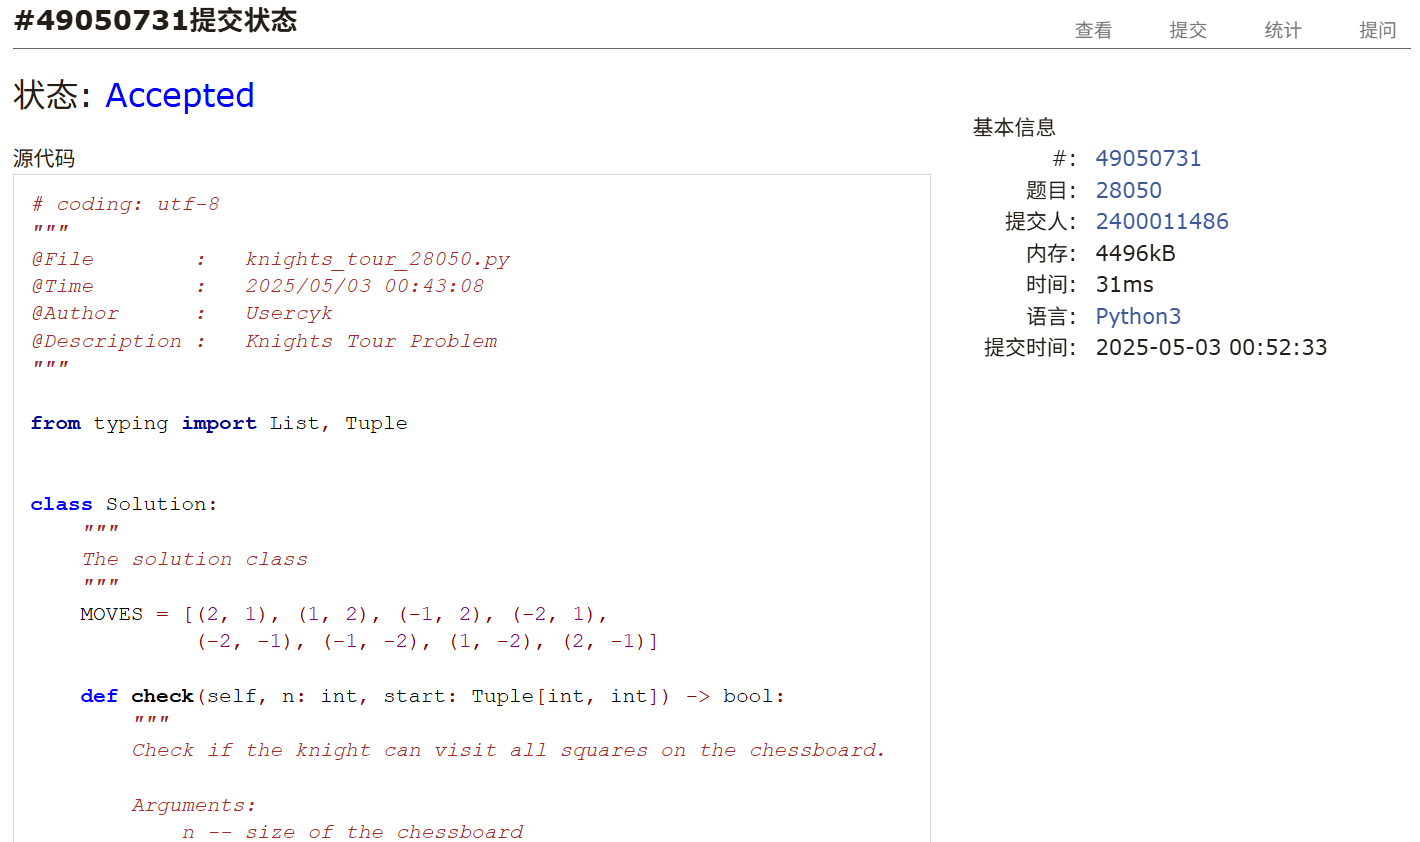 #49050731提交状态
查看 提交 统计 提问
状态: Accepted
源代码
# coding: utf-8
"""
@File        :   knights_tour_28050.py
@Time        :   2025/05/03 00:43:08
@Author      :   Usercyk
@Description :   Knights Tour Problem
"""
from typing import List, Tuple
class Solution:
    """
    The solution class
    """
    MOVES = [(2, 1), (1, 2), (-1, 2), (-2, 1),
             (-2, -1), (-1, -2), (1, -2), (2, -1)]
    def check(self, n: int, start: Tuple[int, int]) -> bool:
        """
        Check if the knight can visit all squares on the chessboard.
        Arguments:
            n -- size of the chessboard
基本信息
#: 49050731
题目: 28050
提交人: 2400011486
内存: 4496kB
时间: 31ms
语言: Python3
提交时间: 2025-05-03 00:52:33